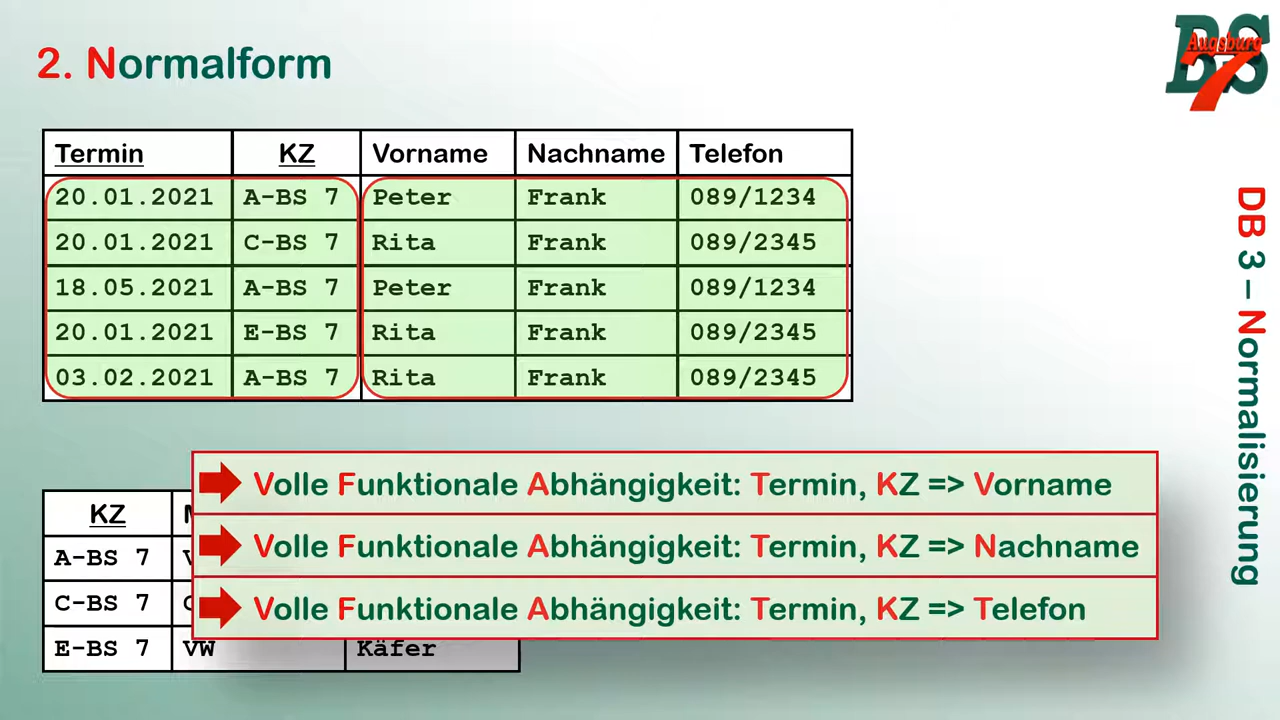 2. Normalform
BS
Augsburg
7
Termin KZ Vorname Nachname Telefon
20.01.2021 A-BS 7 Peter Frank 089/1234
20.01.2021 C-BS 7 Rita Frank 089/2345
18.05.2021 A-BS 7 Peter Frank 089/1234
20.01.2021 E-BS 7 Rita Frank 089/2345
03.02.2021 A-BS 7 Rita Frank 089/2345
DB 3 – Normalisierung
Volle Funktionale Abhängigkeit: Termin, KZ => Vorname
Volle Funktionale Abhängigkeit: Termin, KZ => Nachname
Volle Funktionale Abhängigkeit: Termin, KZ => Telefon
KZ
A-BS 7
C-BS 7
E-BS 7 VW Käfer